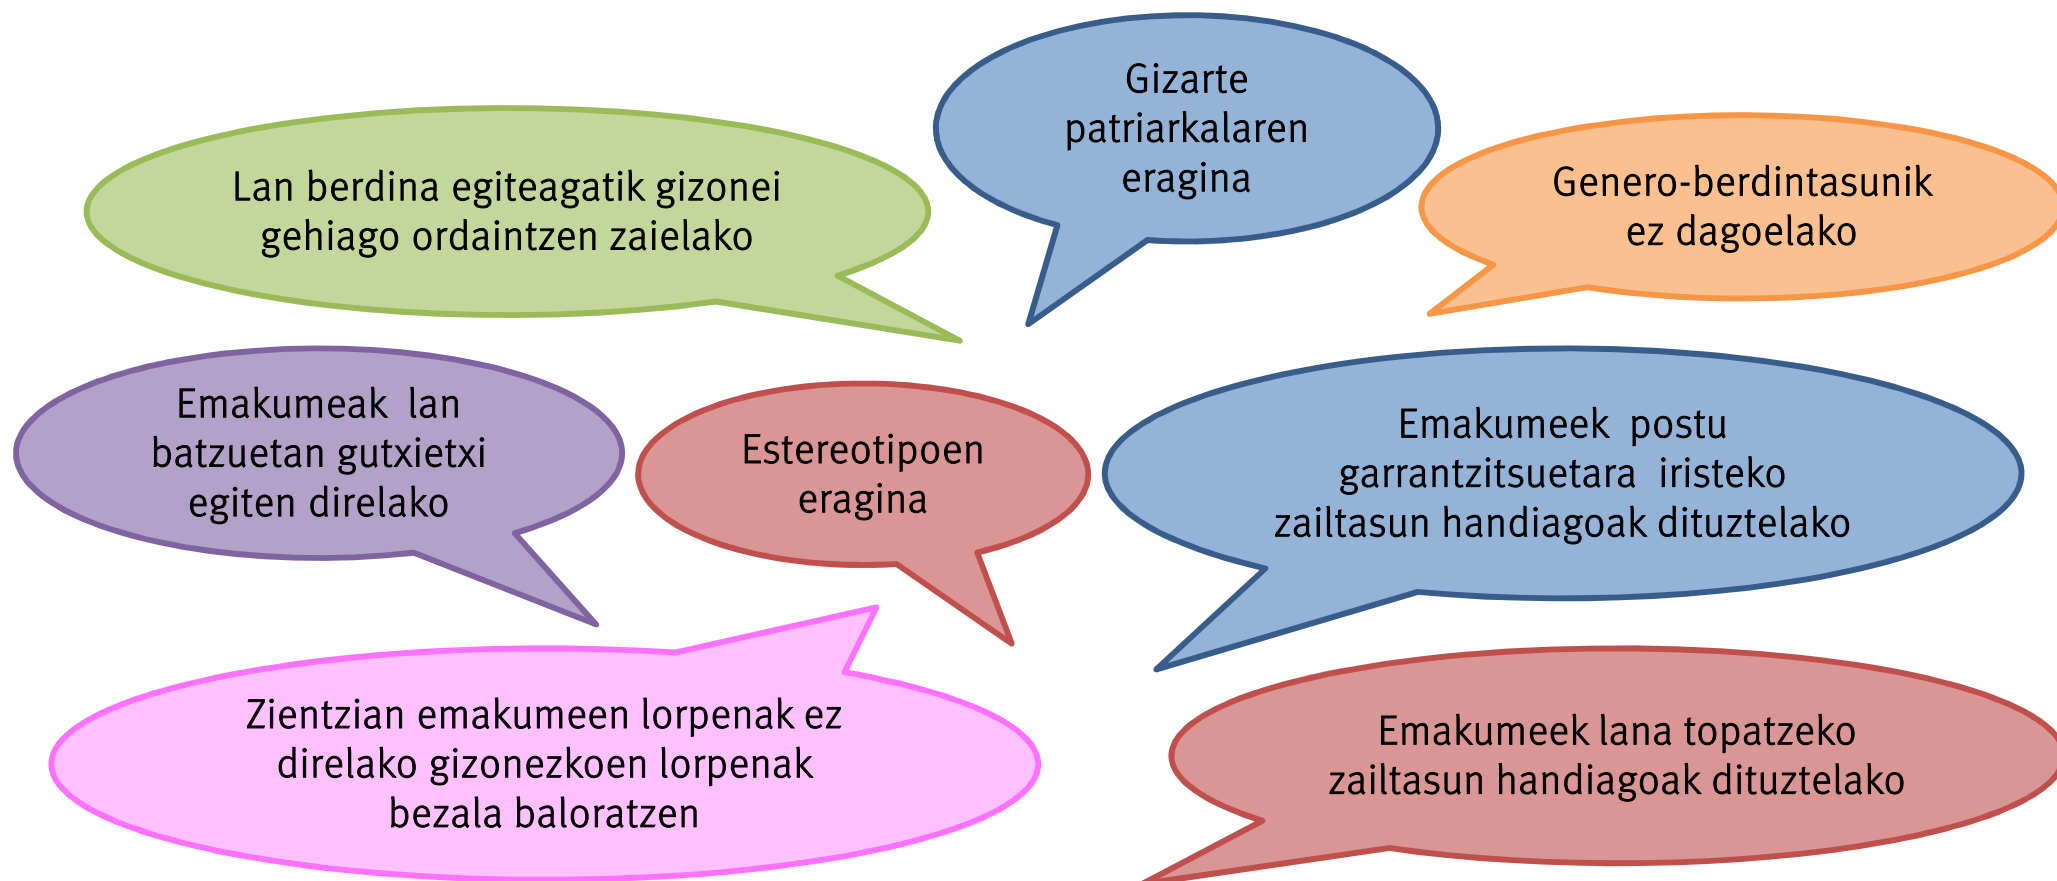 Gizarte
patriarkalaren
eragina
Lan berdina egiteagatik gizonei
gehiago ordaintzen zaielako
Genero-berdintasunik
ez dagoelako
Emakumeak lan
batzuetan gutxietxi
egiten direlako
Estereotipoen
eragina
Emakumeek postu
garrantzitsuetara iristeko
zailtasun handiagoak dituztelako
Zientzian emakumeen lorpenak ez
direlako gizonezkoen lorpenak
bezala baloratzen
Emakumeek lana topatzeko
zailtasun handiagoak dituztelako